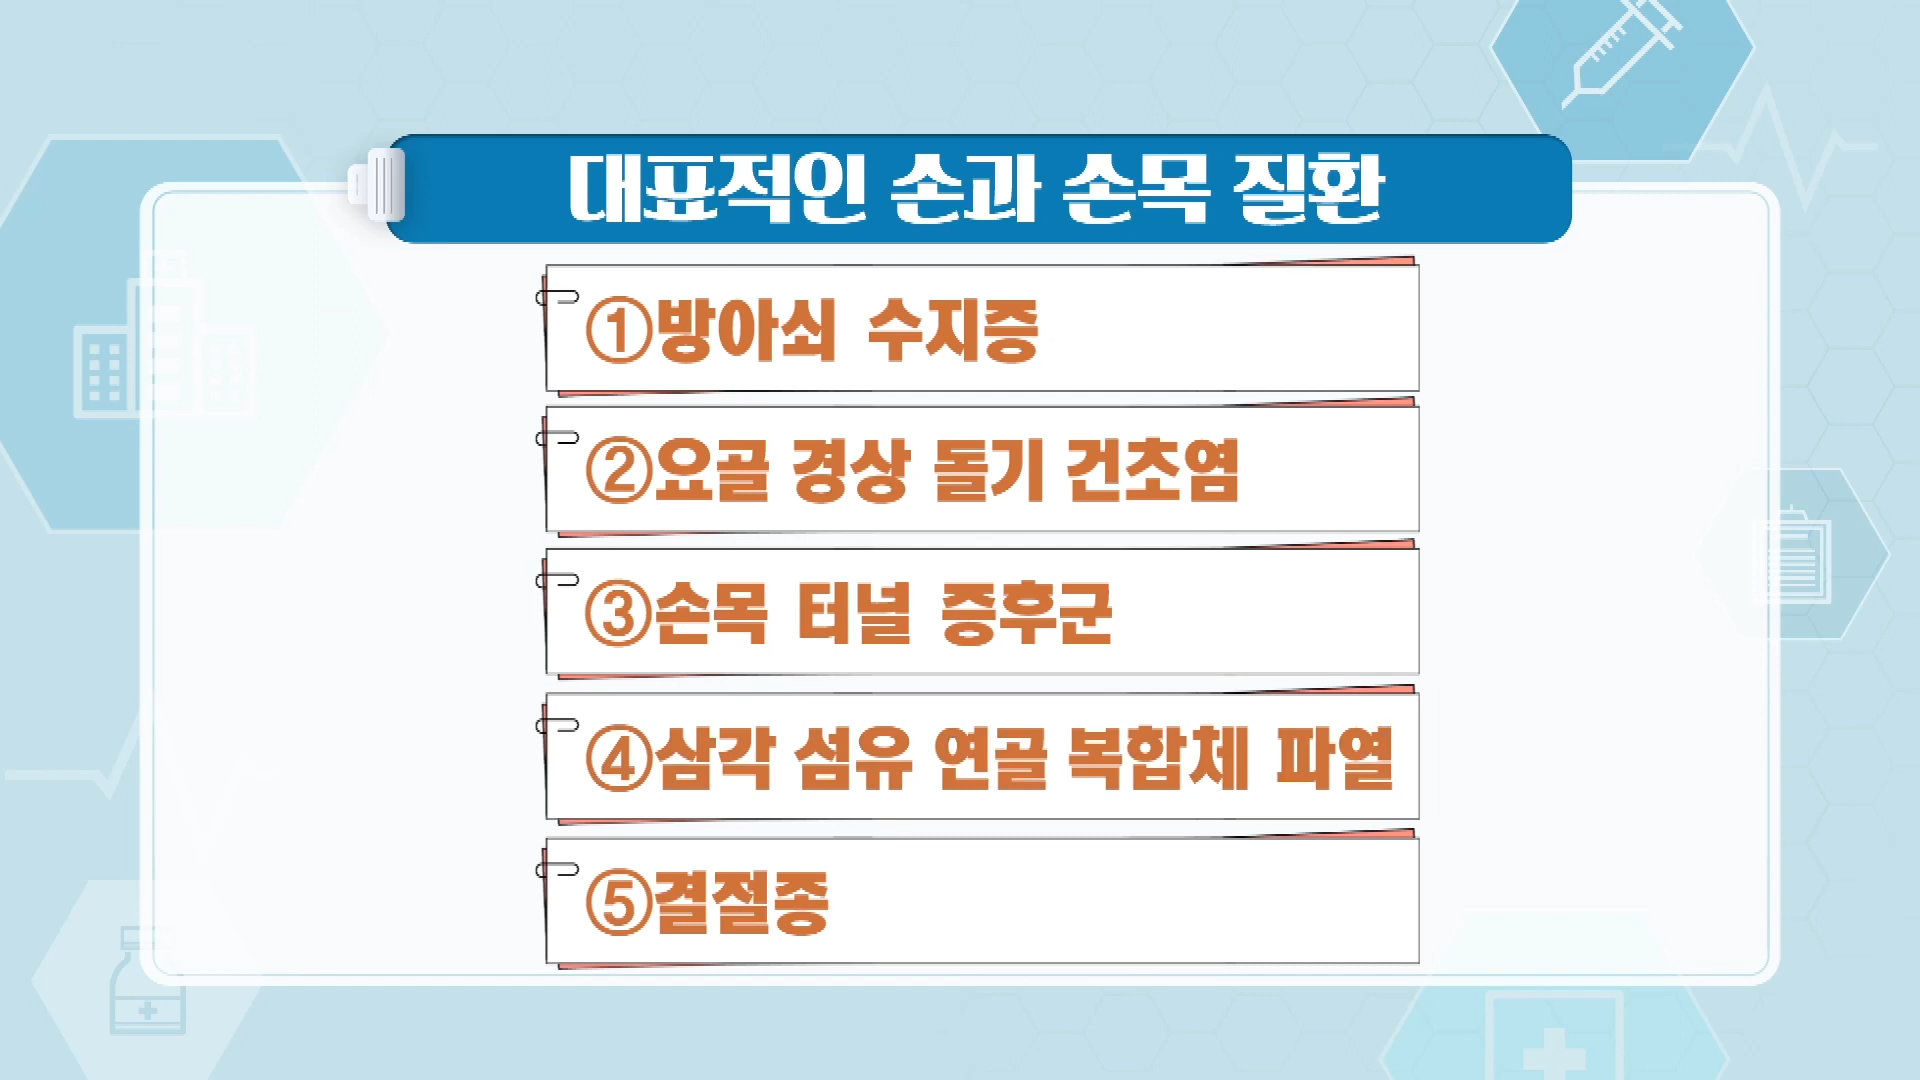 대표적인 손과 손목 질환
①방아쇠 수지증
②요골 경상 돌기 건초염
③손목 터널 증후군
④삼각 섬유 연골 복합체 파열
⑤결절종